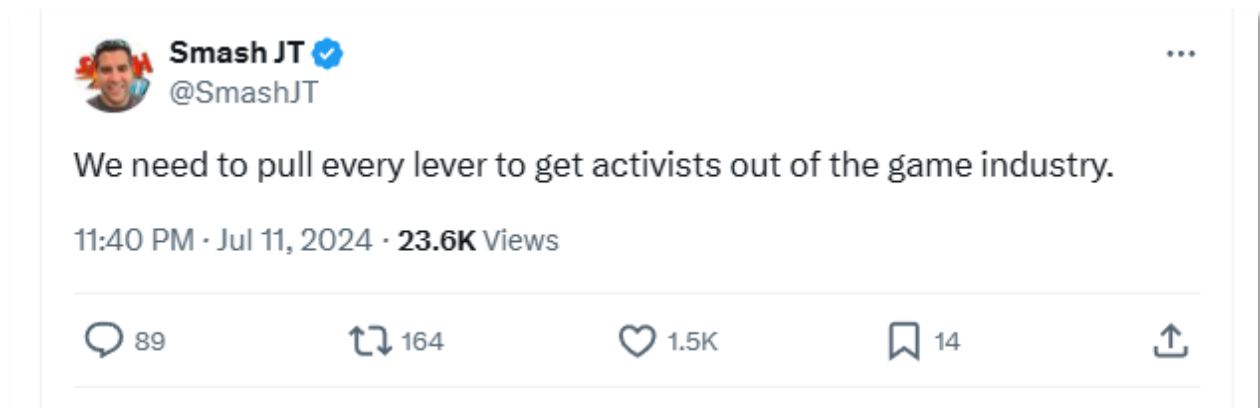 Smash JT
@SmashJT
We need to pull every lever to get activists out of the game industry.
11:40 PM · Jul 11, 2024 · 23.6K Views
89 164 1.5K 14